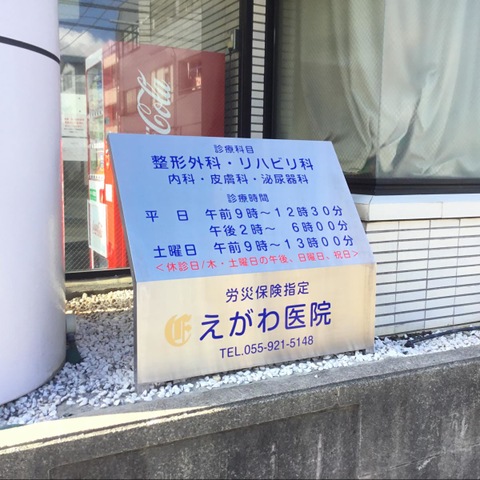 Coca-Cola
診療科目
整形外科・リハビリ科
内科・皮膚科・泌尿器科
診療時間
平 日 午前9時〜12時30分
午後2時〜 6時00分
土曜日 午前9時〜13時00分
<休診日/木・土曜日の午後、日曜日、祝日>
労災保険指定
えがわ医院
TEL.055-921-5148